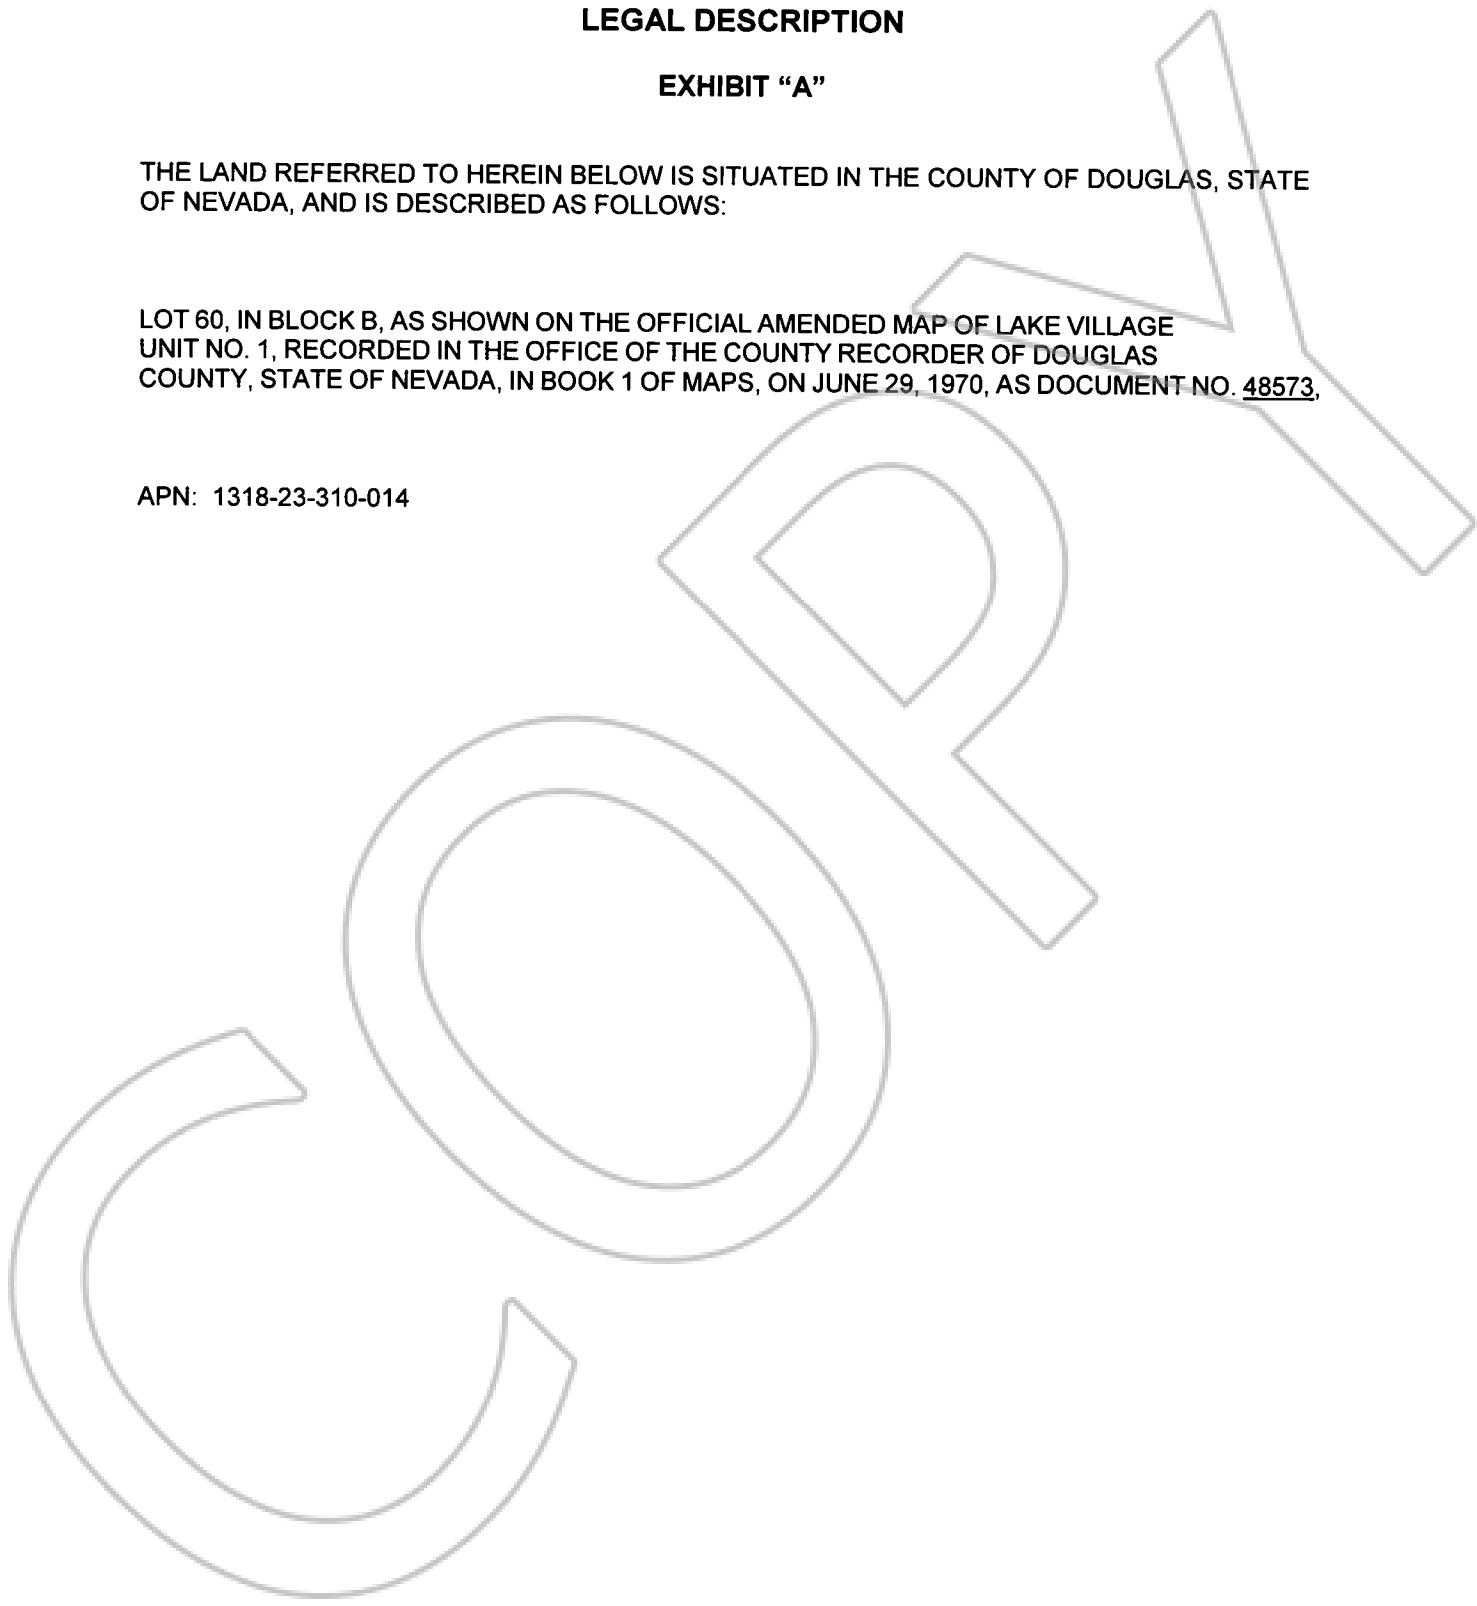 LEGAL DESCRIPTION
EXHIBIT “A”
THE LAND REFERRED TO HEREIN BELOW IS SITUATED IN THE COUNTY OF DOUGLAS, STATE
OF NEVADA, AND IS DESCRIBED AS FOLLOWS:
LOT 60, IN BLOCK B, AS SHOWN ON THE OFFICIAL AMENDED MAP OF LAKE VILLAGE
UNIT NO. 1, RECORDED IN THE OFFICE OF THE COUNTY RECORDER OF DOUGLAS
COUNTY, STATE OF NEVADA, IN BOOK 1 OF MAPS, ON JUNE 29, 1970, AS DOCUMENT NO. 48573,
APN: 1318-23-310-014
COPY